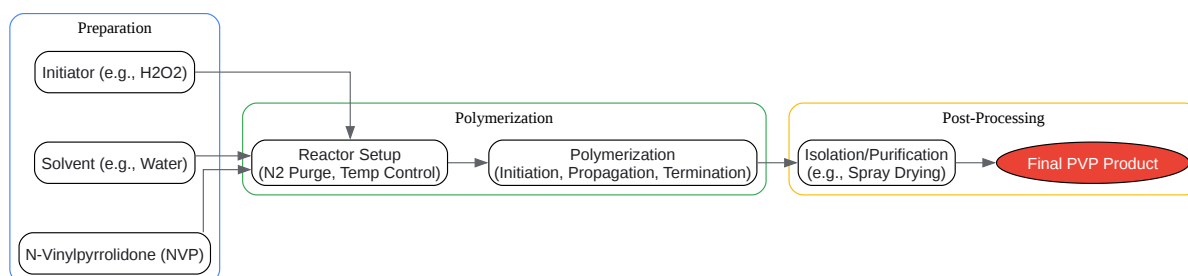 Preparation
Initiator (e.g., H2O2)
Solvent (e.g., Water)
N-Vinylpyrrolidone (NVP)
Polymerization
Reactor Setup
(N2 Purge, Temp Control)
Polymerization
(Initiation, Propagation, Termination)
Post-Processing
Isolation/Purification
(e.g., Spray Drying)
Final PVP Product